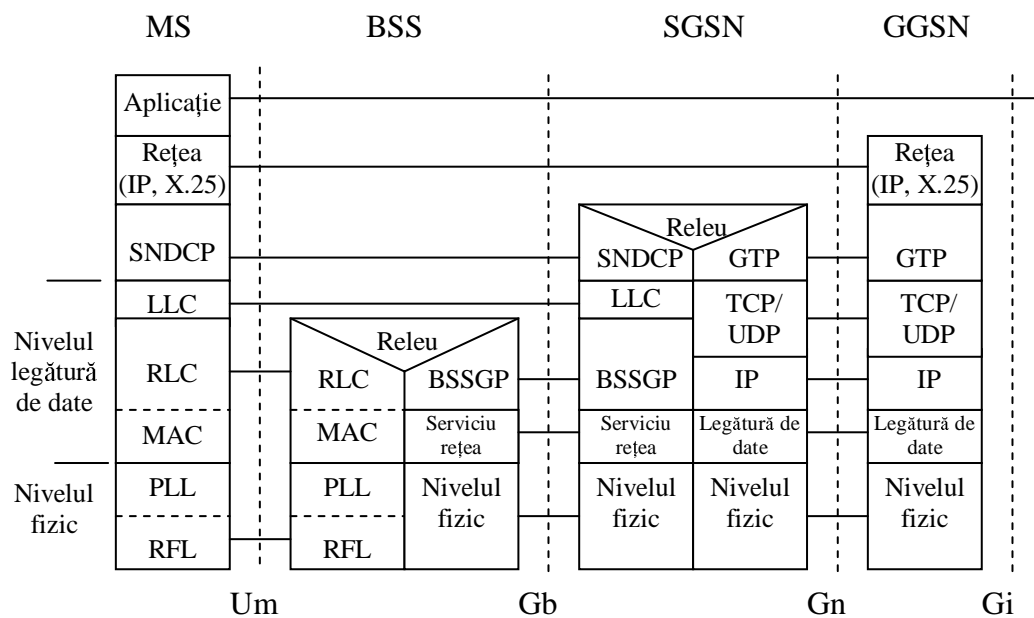 MS BSS SGSN GGSN
Aplicație
Rețea
(IP, X.25)
Rețea
(IP, X.25)
Releu
SNDCP SNDCP GTP GTP
LLC LLC TCP/
UDP
TCP/
UDP
Nivelul
legătură
de date
Releu
RLC RLC BSSGP BSSGP IP IP
MAC MAC Serviciu
rețea
Serviciu
rețea
Legătură de
date
Legătură de
date
Nivelul
fizic
PLL PLL Nivelul
fizic
Nivelul
fizic
Nivelul
fizic
Nivelul
fizic
RFL RFL
Um Gb Gn Gi